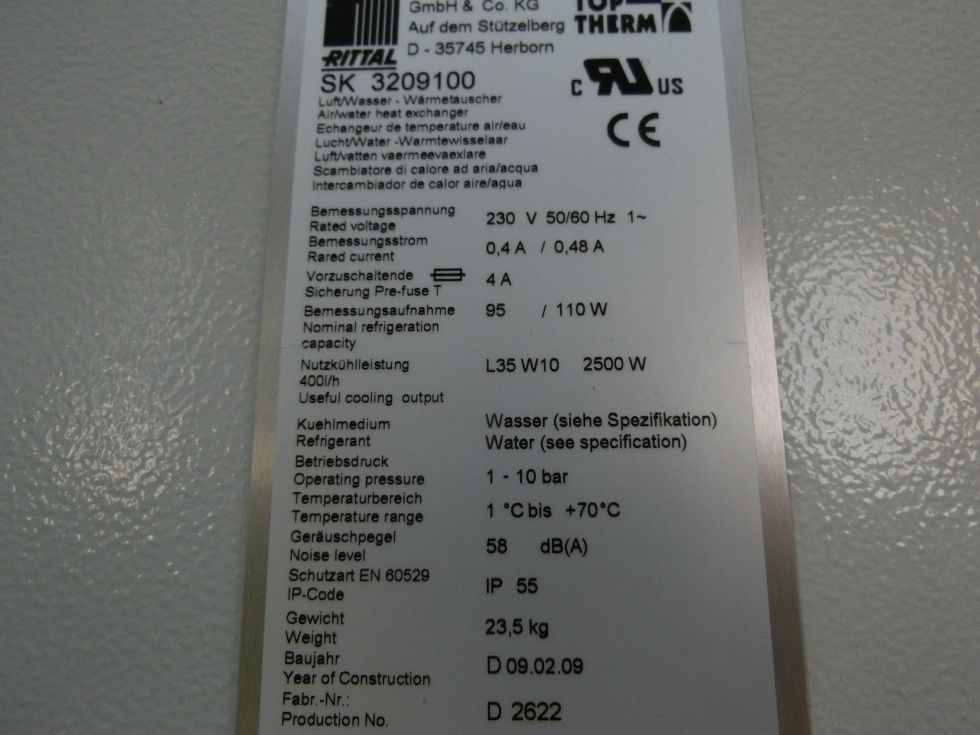 GmbH & Co. KG
Auf dem Stützelberg
D - 35745 Herborn
RITTAL
TOP
THERM
SK 3209100
C RU US
CE
Luft/Wasser - Wärmetauscher
Air/water heat exchanger
Echangeur de temperature air/eau
Lucht/Water -Warmtewisselaar
Luft/vatten vaermeevaexlare
Scambiatore di calore ad aria/acqua
Intercambiador de calor aire/agua
Bemessungsspannung
Rated voltage
230 V 50/60 Hz 1~
Bemessungsstrom
Rared current
0,4 A / 0,48 A
Vorzuschaltende
Sicherung Pre-fuse T
4 A
Bemessungsaufnahme
Nominal refrigeration
capacity
95 / 110 W
Nutzkühlleistung
400l/h
Useful cooling output
L35 W10 2500 W
Kuehlmedium
Refrigerant
Wasser (siehe Spezifikation)
Water (see specification)
Betriebsdruck
Operating pressure
1 - 10 bar
Temperaturbereich
Temperature range
1 °C bis +70°C
Geräuschpegel
Noise level
58 dB(A)
Schutzart EN 60529
IP-Code
IP 55
Gewicht
Weight
23,5 kg
Baujahr
Year of Construction
D 09.02.09
Fabr.-Nr.:
Production No.
D 2622